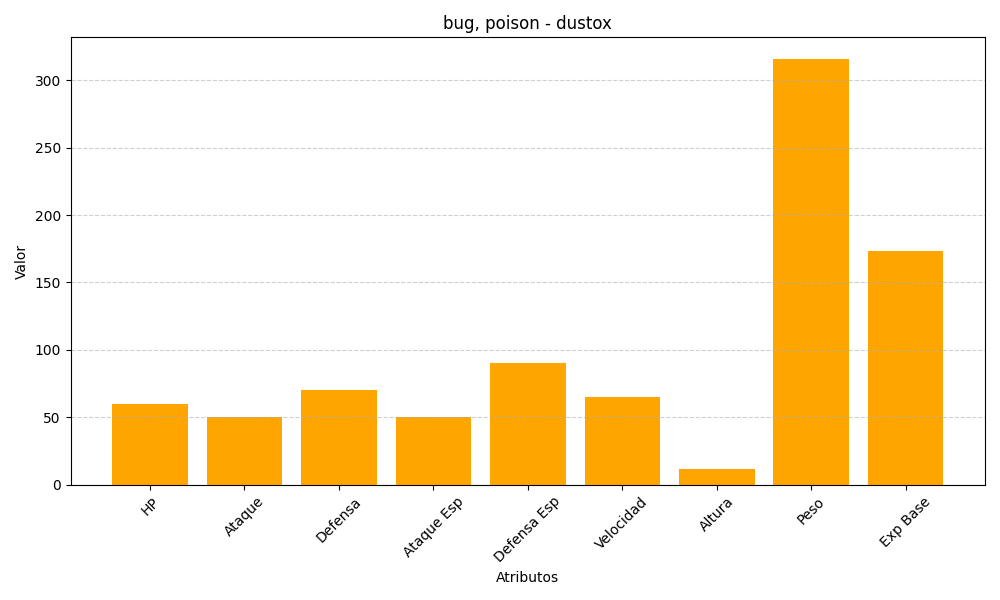 bug, poison - dustox
Valor
300
250
200
150
100
50
0
HP
Ataque
Defensa
Ataque Esp
Defensa Esp
Velocidad
Altura
Peso
Exp Base
Atributos